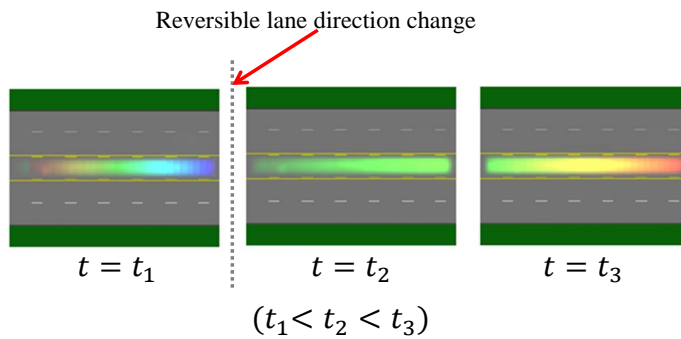 Reversible lane direction change
t = t₁
t = t₂
t = t₃
(t₁< t₂ < t₃)